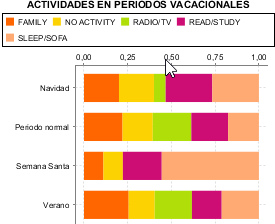 ACTIVIDADES EN PERIODOS VACACIONALES
FAMILY NO ACTIVITY RADIO/TV READ/STUDY
SLEEP/SOFA
0,00 0,25 0,50 0,75 1,00
Navidad
Periodo normal
Semana Santa
Verano